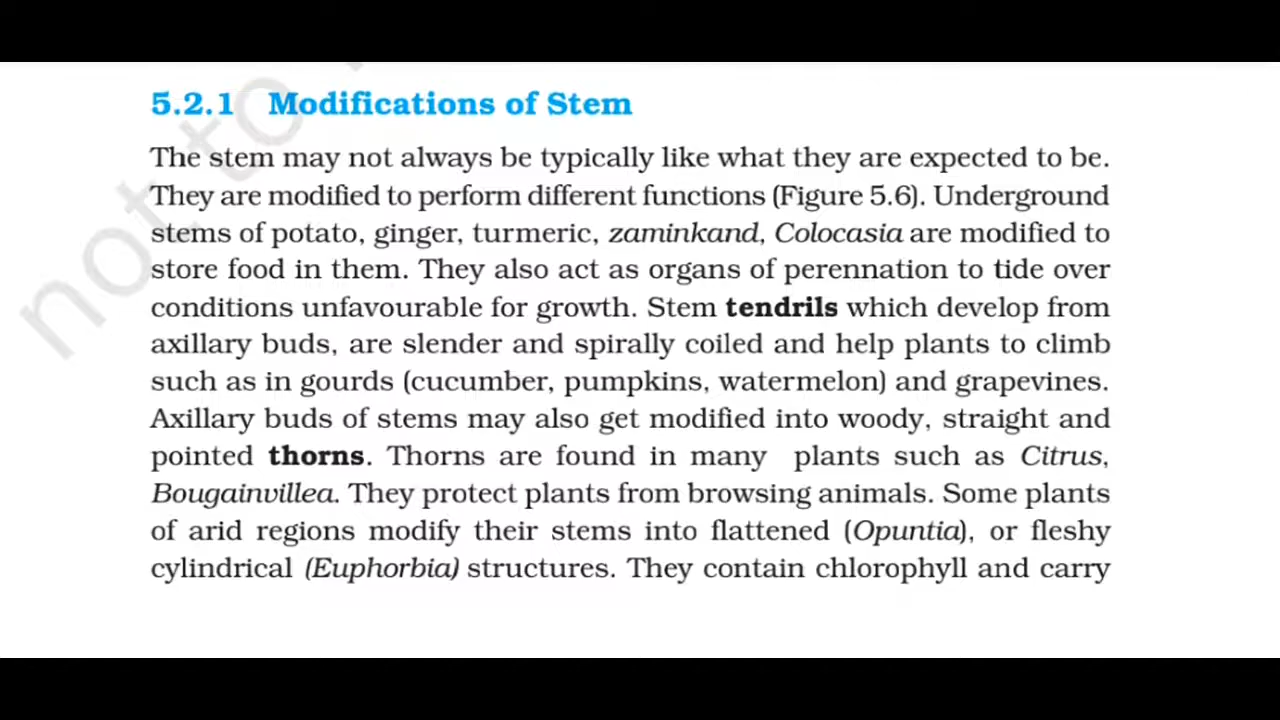 5.2.1 Modifications of Stem
The stem may not always be typically like what they are expected to be.
They are modified to perform different functions (Figure 5.6). Underground
stems of potato, ginger, turmeric, zaminkand, Colocasia are modified to
store food in them. They also act as organs of perennation to tide over
conditions unfavourable for growth. Stem tendrils which develop from
axillary buds, are slender and spirally coiled and help plants to climb
such as in gourds (cucumber, pumpkins, watermelon) and grapevines.
Axillary buds of stems may also get modified into woody, straight and
pointed thorns. Thorns are found in many plants such as Citrus,
Bougainvillea. They protect plants from browsing animals. Some plants
of arid regions modify their stems into flattened (Opuntia), or fleshy
cylindrical (Euphorbia) structures. They contain chlorophyll and carry
not to